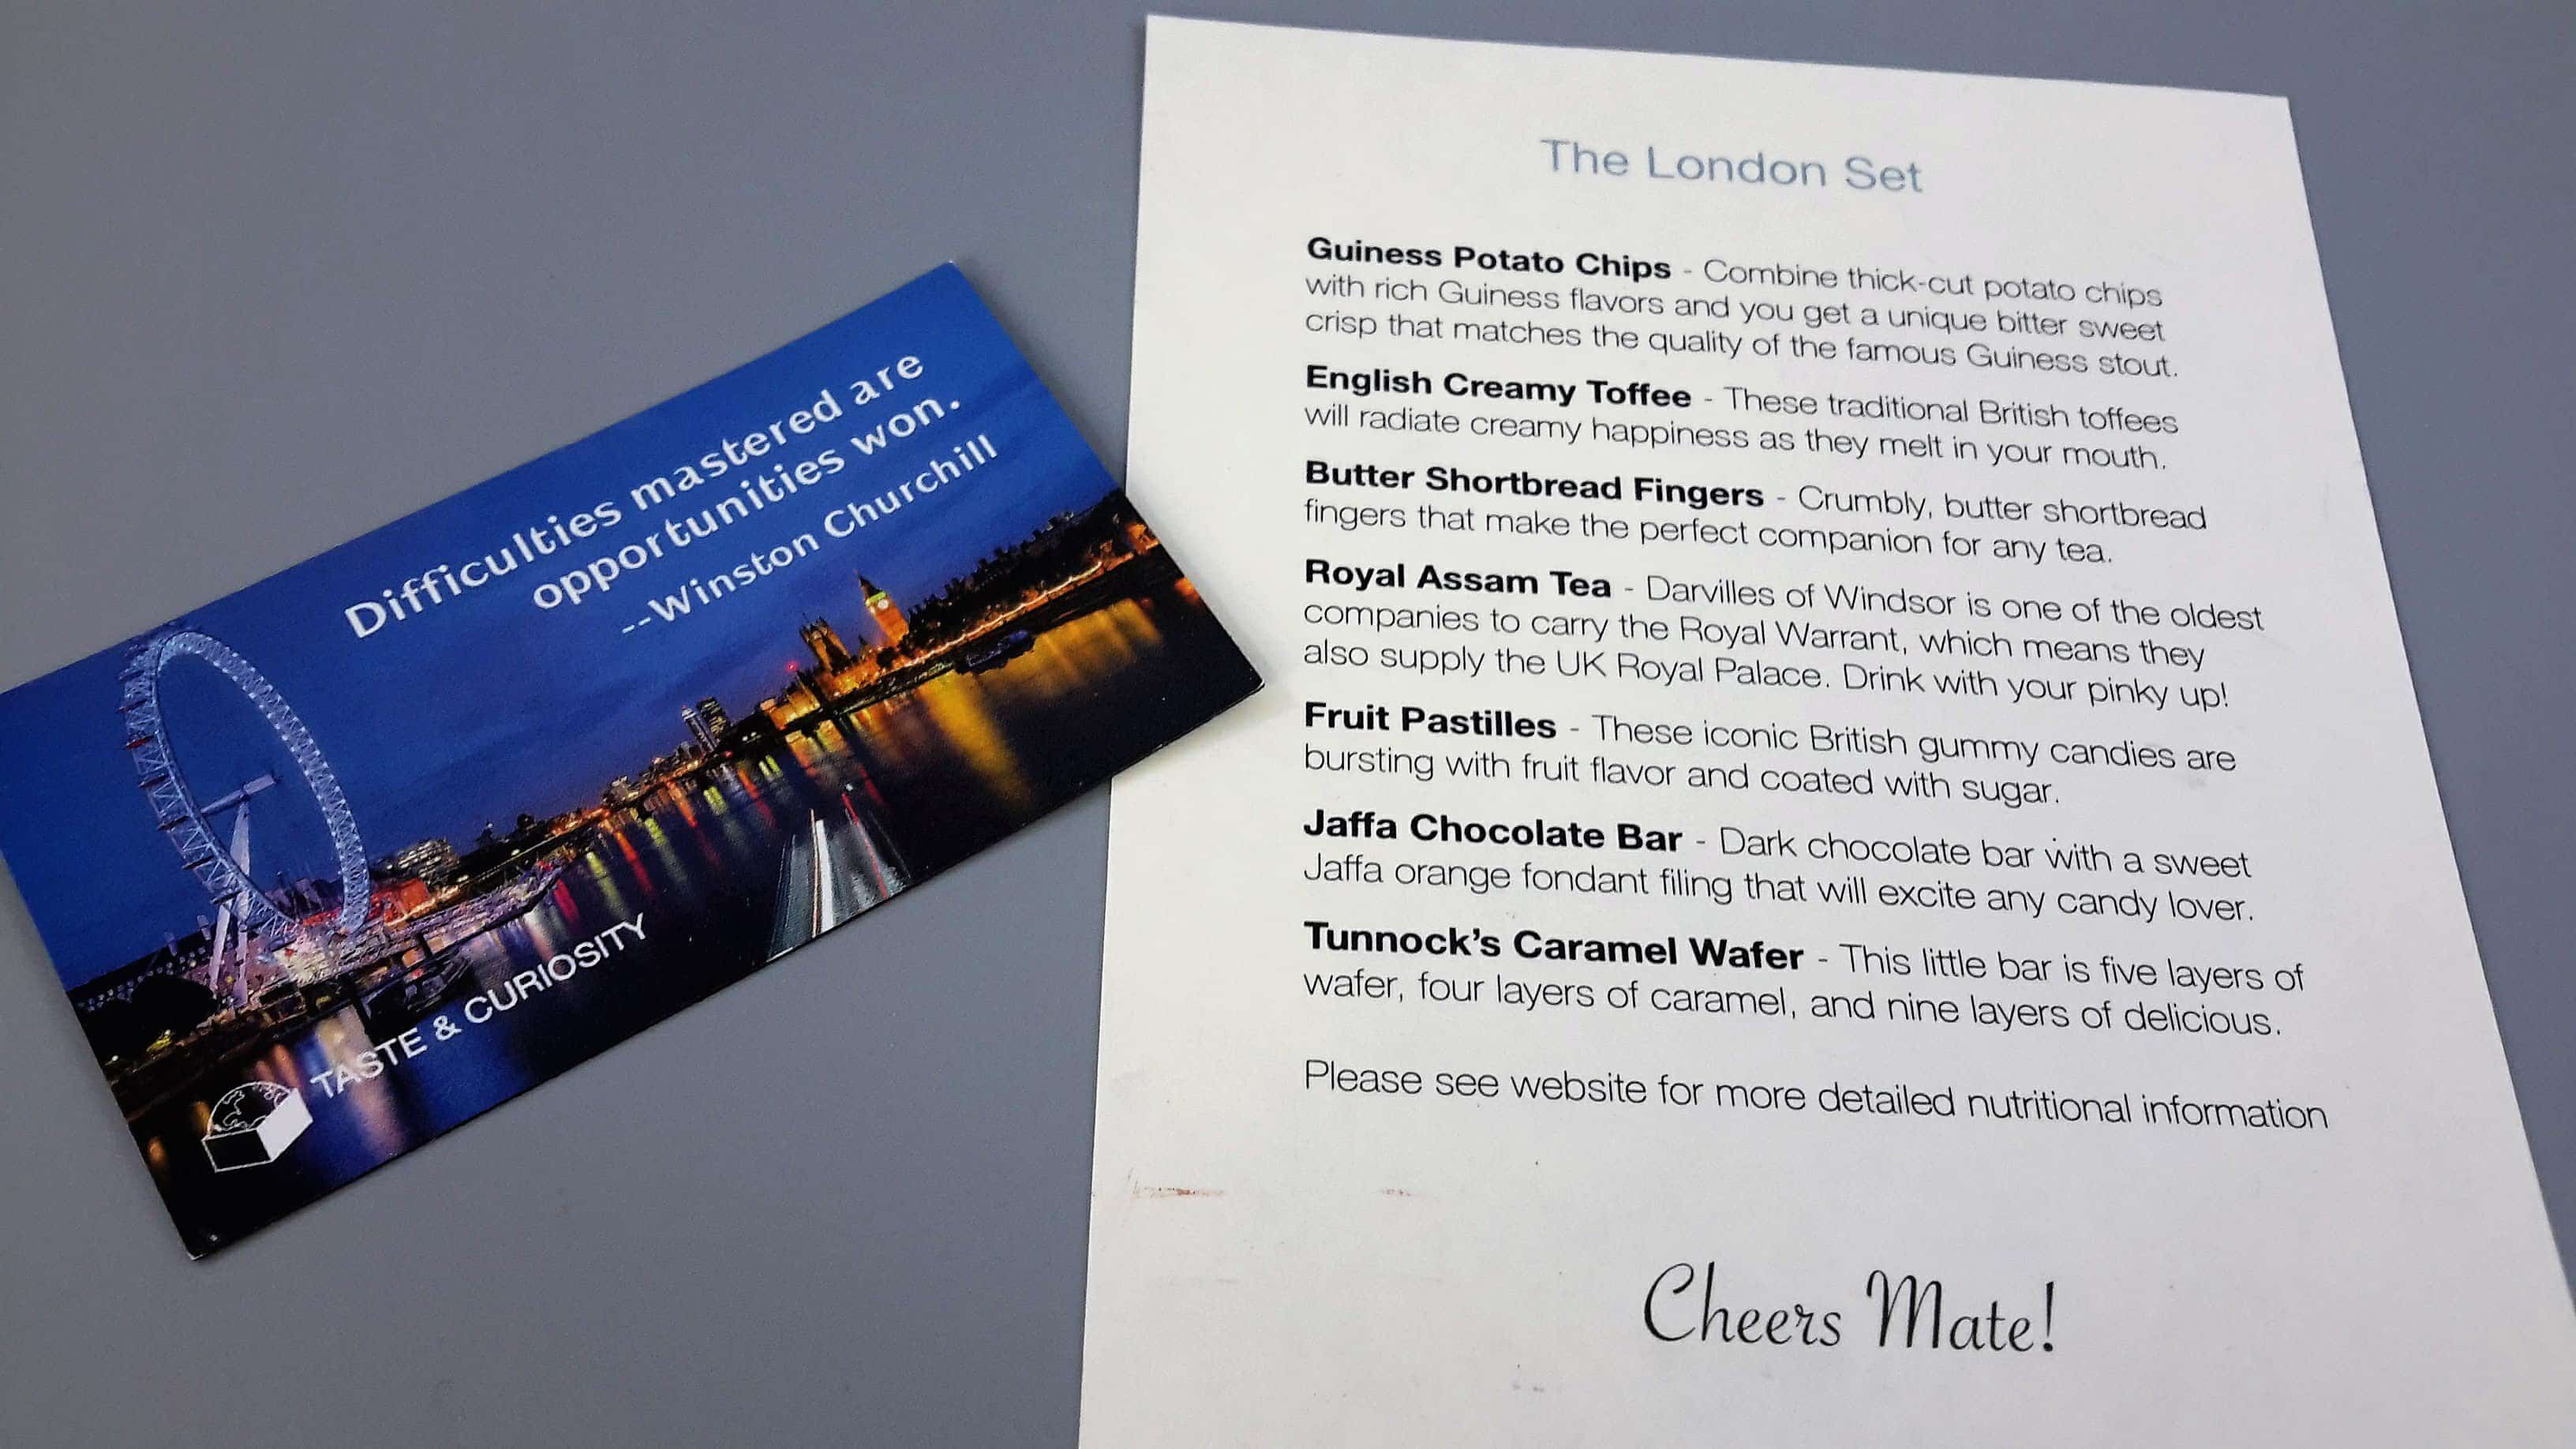 Difficulties mastered are
opportunities won.
--Winston Churchill
TASTE & CURIOSITY
The London Set
Guiness Potato Chips - Combine thick-cut potato chips
with rich Guiness flavors and you get a unique bitter sweet
crisp that matches the quality of the famous Guiness stout.
English Creamy Toffee - These traditional British toffees
will radiate creamy happiness as they melt in your mouth.
Butter Shortbread Fingers - Crumbly, butter shortbread
fingers that make the perfect companion for any tea.
Royal Assam Tea - Darvilles of Windsor is one of the oldest
companies to carry the Royal Warrant, which means they
also supply the UK Royal Palace. Drink with your pinky up!
Fruit Pastilles - These iconic British gummy candies are
bursting with fruit flavor and coated with sugar.
Jaffa Chocolate Bar - Dark chocolate bar with a sweet
Jaffa orange fondant filing that will excite any candy lover.
Tunnock's Caramel Wafer - This little bar is five layers of
wafer, four layers of caramel, and nine layers of delicious.
Please see website for more detailed nutritional information
Cheers Mate!